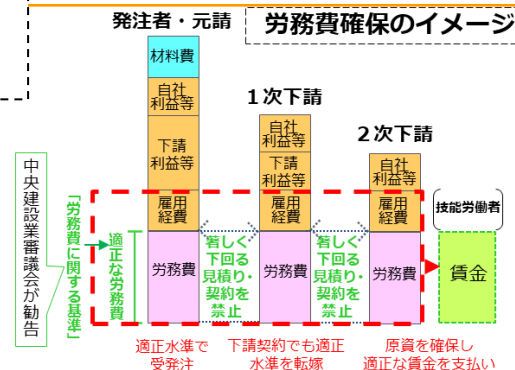 労務費確保のイメージ
発注者・元請
材料費
自社
利益等
下請
利益等
雇用
経費
労務費
1次下請
自社
利益等
下請
利益等
雇用
経費
労務費
2次下請
自社
利益等
雇用
経費
労務費
技能労働者
賃金
中央建設業審議会が勧告
「労務費に関する基準」
適正な労務費
著しく
下回る
見積り・
契約を
禁止
著しく
下回る
見積り・
契約を
禁止
適正水準で
受発注
下請契約でも適正
水準を転嫁
原資を確保し
適正な賃金を支払い